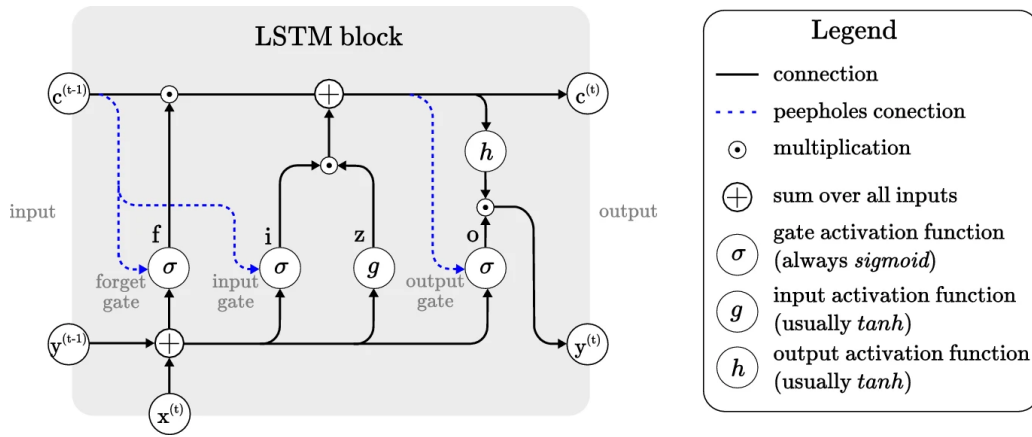 LSTM block
c(t-1)
c(t)
h
input
output
f
i
z
o
σ
σ
g
σ
forget
gate
input
gate
output
gate
y(t-1)
y(t)
x(t)
Legend
connection
peepholes conection
multiplication
sum over all inputs
σ
gate activation function
(always sigmoid)
g
input activation function
(usually tanh)
h
output activation function
(usually tanh)